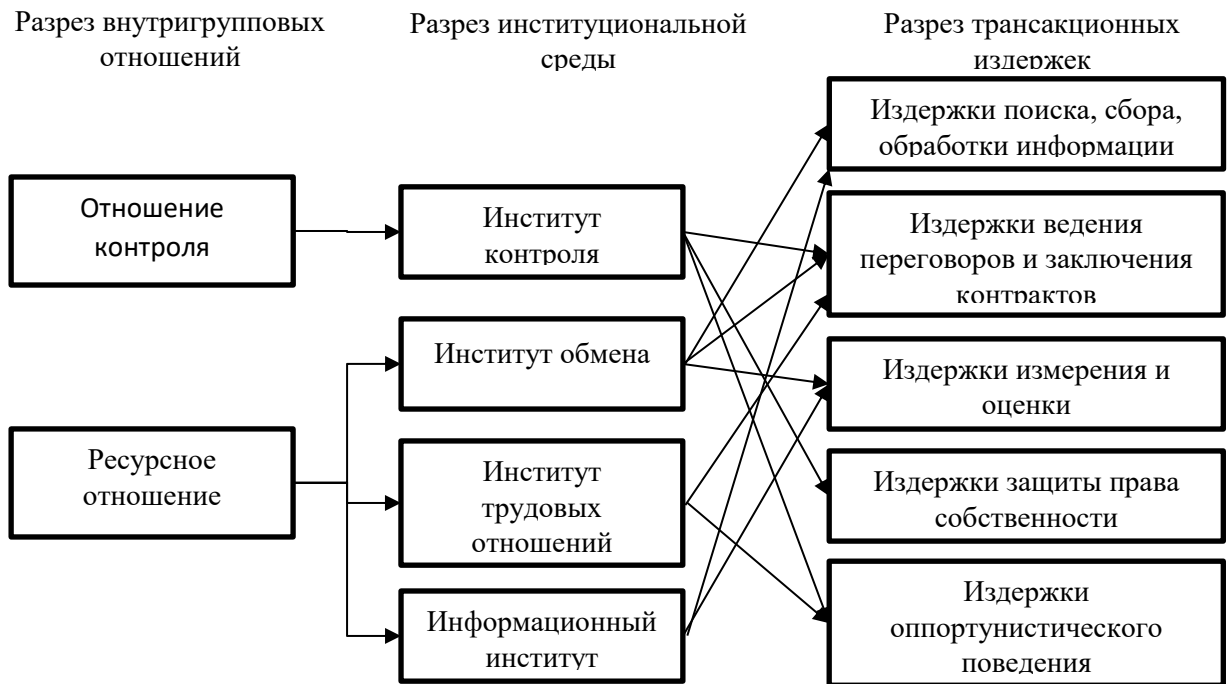 Разрез внутригрупповых
отношений
Разрез институциональной
среды
Разрез трансакционных
издержек
Отношение
контроля
Ресурсное
отношение
Институт
контроля
Институт обмена
Институт
трудовых
отношений
Информационный
институт
Издержки поиска, сбора,
обработки информации
Издержки ведения
переговоров и заключения
контрактов
Издержки измерения и
оценки
Издержки защиты права
собственности
Издержки
оппортунистического
поведения